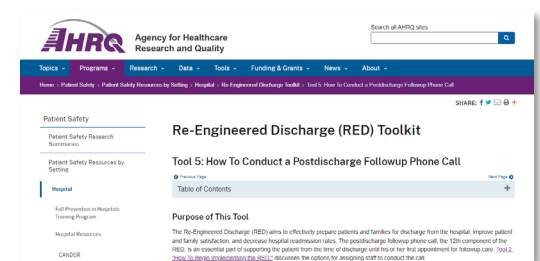 Search all AHRQ sites
AHRQ
Agency for Healthcare
Research and Quality
Topics Programs Research Data Tools Funding & Grants News About
Home Patient Safety Patient Safety Resources by Setting Hospital Re-Engineered Discharge Toolkit Tool 5: How To Conduct a Postdischarge Followup Phone Call
SHARE:
Patient Safety
Patient Safety Research
Summaries
Patient Safety Resources by
Setting
Hospital
Fall Prevention in Hospitals
Training Program
Hospital Resources
CANDOR
Re-Engineered Discharge (RED) Toolkit
Tool 5: How To Conduct a Postdischarge Followup Phone Call
Previous Page Next Page
Table of Contents +
Purpose of This Tool
The Re-Engineered Discharge (RED) aims to effectively prepare patients and families for discharge from the hospital, improve patient
and family satisfaction, and decrease hospital readmission rates. The postdischarge followup phone call, the 12th component of the
RED, is an essential part of supporting the patient from the time of discharge until his or her first appointment for followup care. Tool 2,
"How To Begin Implementing the RED," discusses the options for assigning staff to conduct the call.